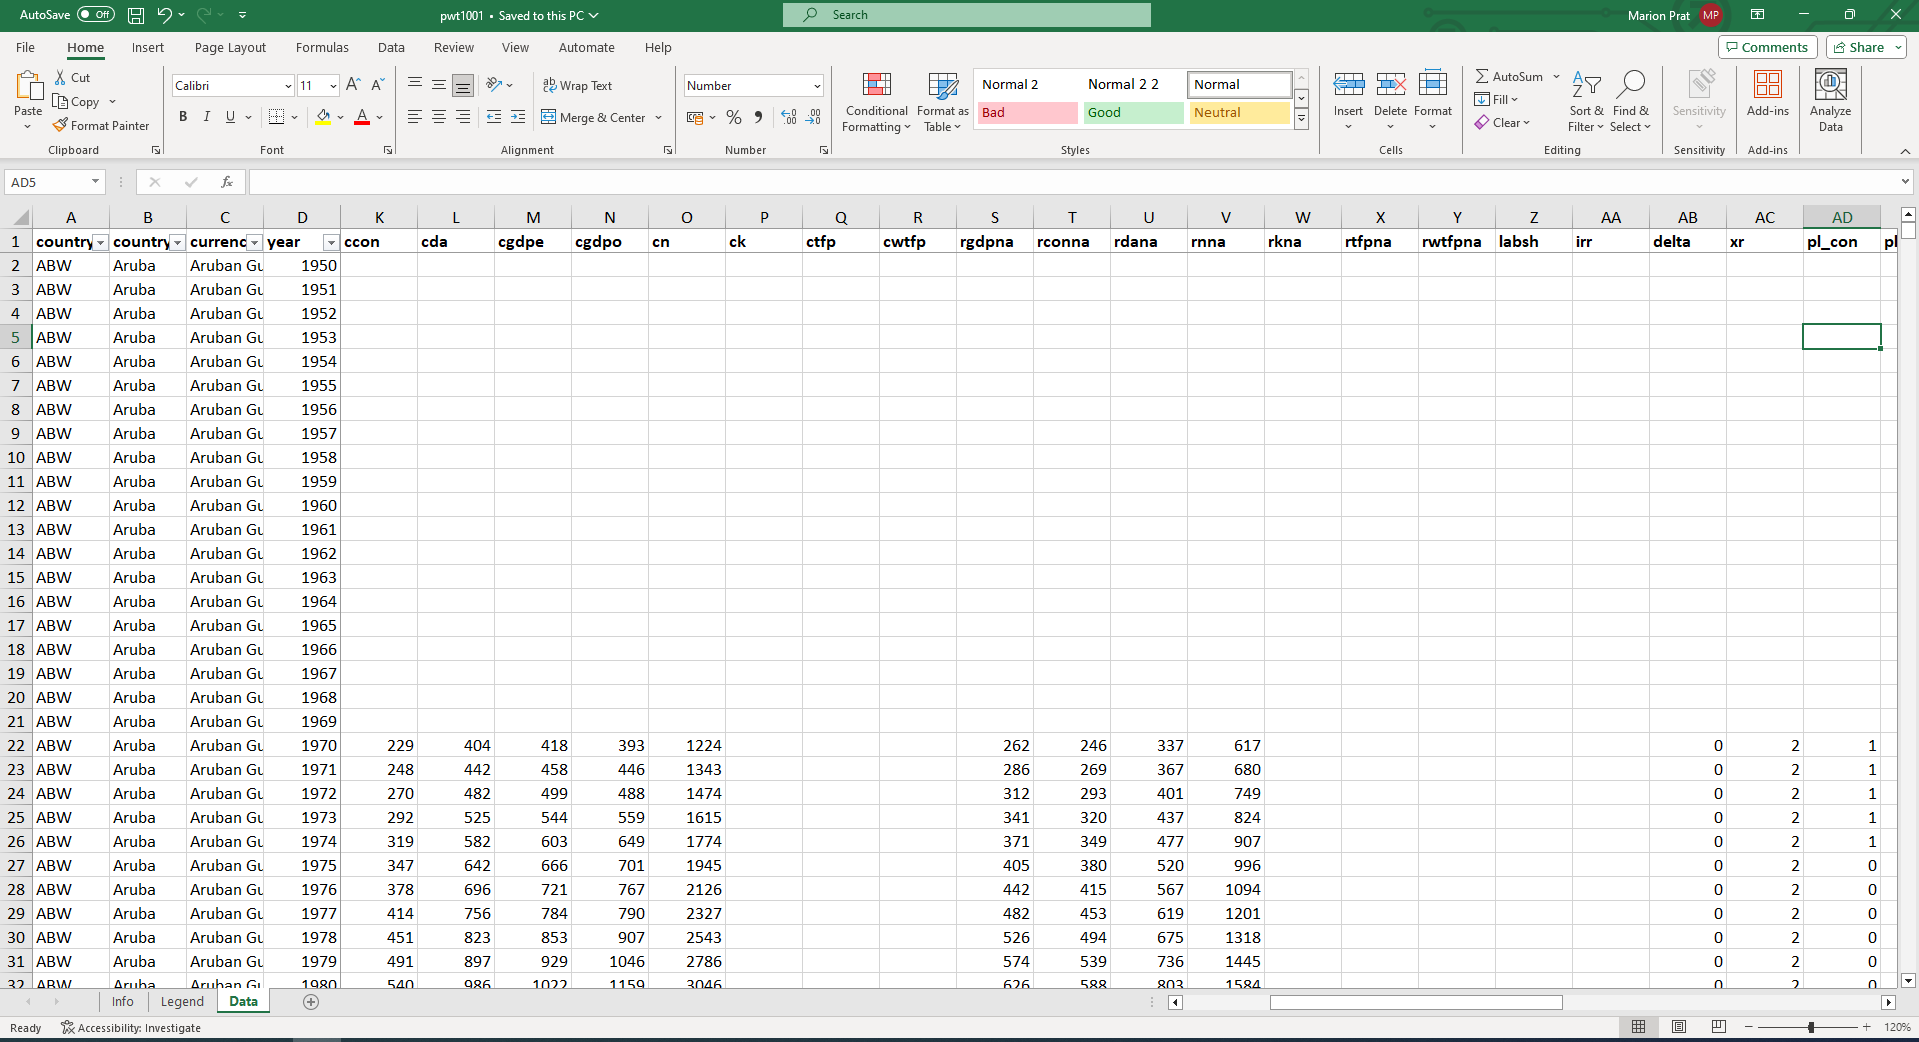 AutoSave Off pwt1001 • Saved to this PC Search Marion Prat MP
File Home Insert Page Layout Formulas Data Review View Automate Help Comments Share
Paste Cut Copy Format Painter
Clipboard
Calibri 11
B I U
Font
Wrap Text
Merge & Center
Alignment
Number
%
Number
Conditional Formatting
Format as Table
Normal 2 Normal 2 2 Normal
Bad Good Neutral
Styles
Insert Delete Format
Cells
AutoSum
Fill
Clear
Sort & Filter
Find & Select
Editing
Sensitivity
Sensitivity
Add-ins
Add-ins
Analyze Data
AD5 fx
A B C D K L M N O P Q R S T U V W X Y Z AA AB AC AD
1 country country currenc year ccon cda cgdpe cgdpo cn ck ctfp cwtfp rgdpna rconna rdana rnna rkna rtfpna rwtfpna labsh irr delta xr pl_con pl
2 ABW Aruba Aruban Gu 1950
3 ABW Aruba Aruban Gu 1951
4 ABW Aruba Aruban Gu 1952
5 ABW Aruba Aruban Gu 1953
6 ABW Aruba Aruban Gu 1954
7 ABW Aruba Aruban Gu 1955
8 ABW Aruba Aruban Gu 1956
9 ABW Aruba Aruban Gu 1957
10 ABW Aruba Aruban Gu 1958
11 ABW Aruba Aruban Gu 1959
12 ABW Aruba Aruban Gu 1960
13 ABW Aruba Aruban Gu 1961
14 ABW Aruba Aruban Gu 1962
15 ABW Aruba Aruban Gu 1963
16 ABW Aruba Aruban Gu 1964
17 ABW Aruba Aruban Gu 1965
18 ABW Aruba Aruban Gu 1966
19 ABW Aruba Aruban Gu 1967
20 ABW Aruba Aruban Gu 1968
21 ABW Aruba Aruban Gu 1969
22 ABW Aruba Aruban Gu 1970 229 404 418 393 1224 262 246 337 617 0 2 1
23 ABW Aruba Aruban Gu 1971 248 442 458 446 1343 286 269 367 680 0 2 1
24 ABW Aruba Aruban Gu 1972 270 482 499 488 1474 312 293 401 749 0 2 1
25 ABW Aruba Aruban Gu 1973 292 525 544 559 1615 341 320 437 824 0 2 1
26 ABW Aruba Aruban Gu 1974 319 582 603 649 1774 371 349 477 907 0 2 1
27 ABW Aruba Aruban Gu 1975 347 642 666 701 1945 405 380 520 996 0 2 0
28 ABW Aruba Aruban Gu 1976 378 696 721 767 2126 442 415 567 1094 0 2 0
29 ABW Aruba Aruban Gu 1977 414 756 784 790 2327 482 453 619 1201 0 2 0
30 ABW Aruba Aruban Gu 1978 451 823 853 907 2543 526 494 675 1318 0 2 0
31 ABW Aruba Aruban Gu 1979 491 897 929 1046 2786 574 539 736 1445 0 2 0
32 ABW Aruba Aruban Gu 1980 540 986 1022 1159 3046 626 588 803 1584 0 2 0
Info Legend Data
Ready Accessibility: Investigate 120%